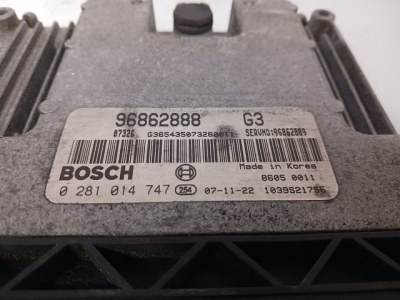 96862888 G3
07326 G3654350732600011 SERVNO:96862889
Made in Korea
BOSCH 8605 0011
0 281 014 747 254 07-11-22 1039S21755